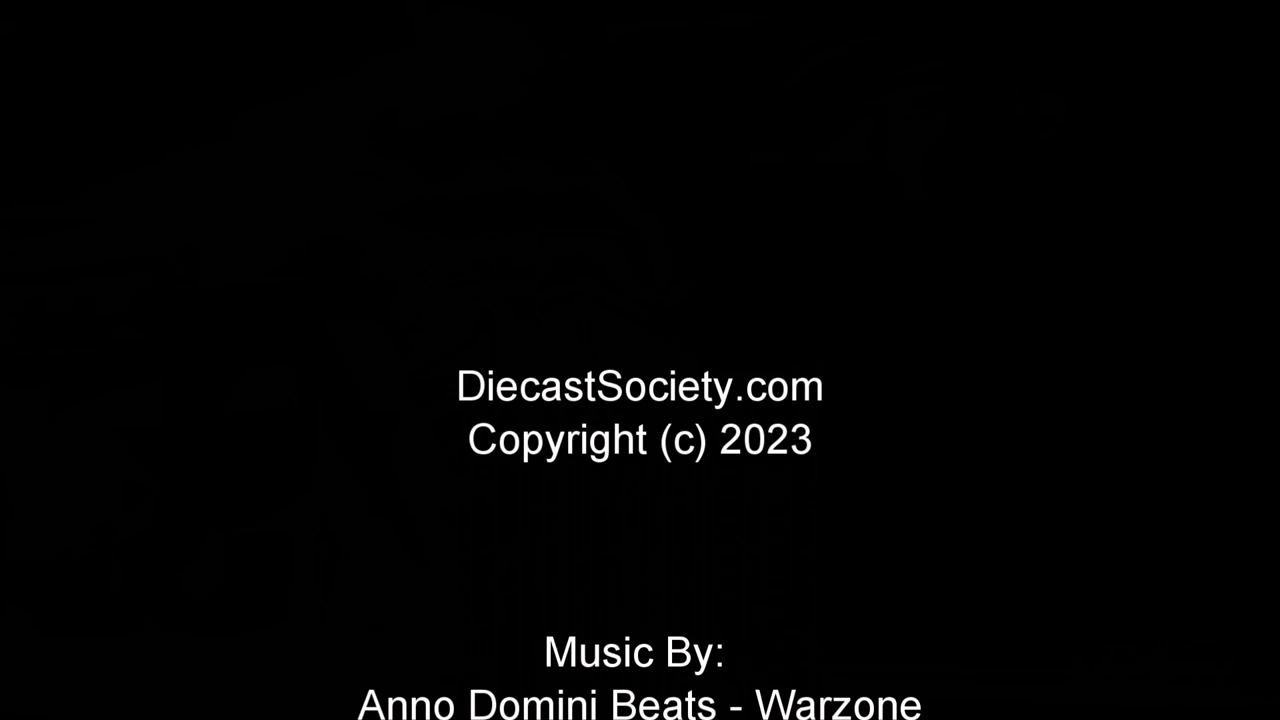 DiecastSociety.com
Copyright (c) 2023
Music By:
Anno Domini Beats - Warzone